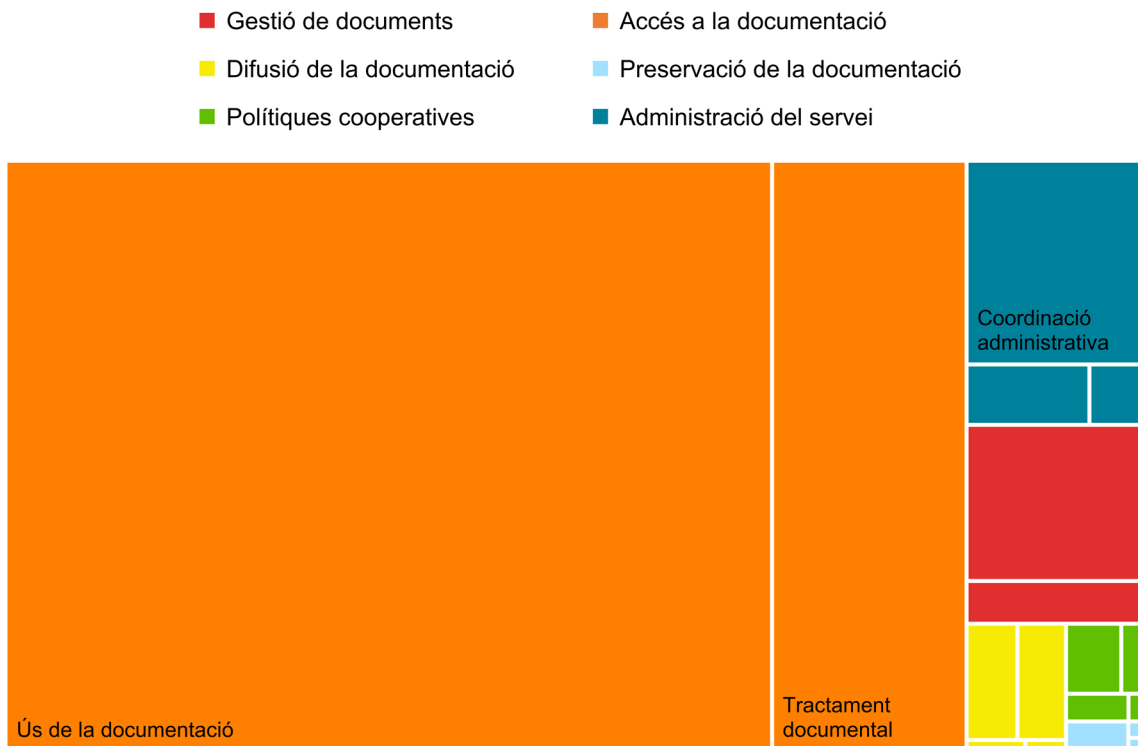 Gestió de documents
Accés a la documentació
Difusió de la documentació
Preservació de la documentació
Polítiques cooperatives
Administració del servei
Coordinació
administrativa
Ús de la documentació
Tractament
documental